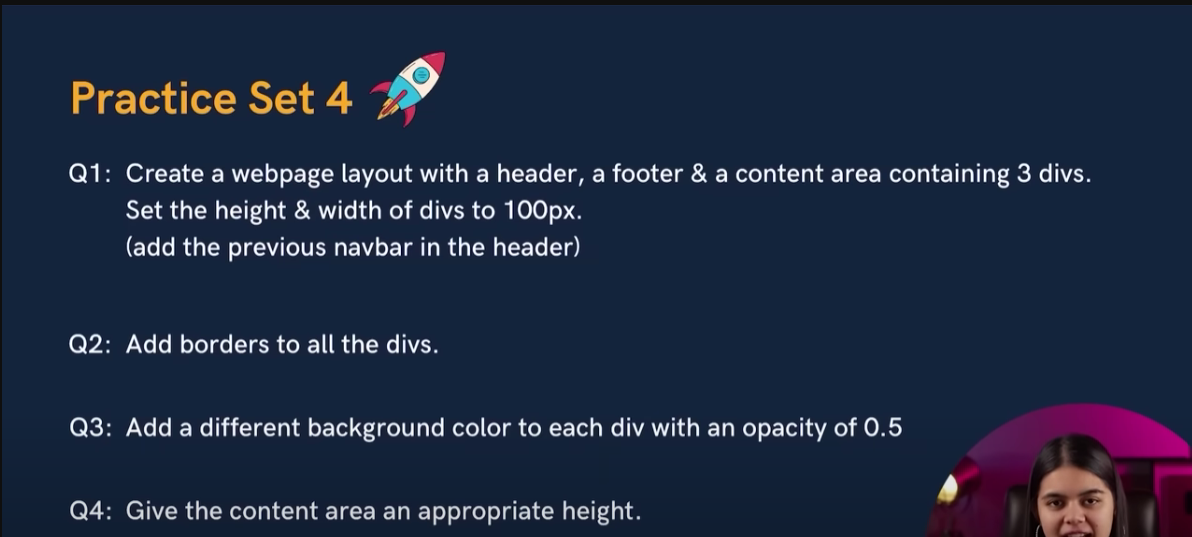 Practice Set 4
Q1: Create a webpage layout with a header, a footer & a content area containing 3 divs.
Set the height & width of divs to 100px.
(add the previous navbar in the header)
Q2: Add borders to all the divs.
Q3: Add a different background color to each div with an opacity of 0.5
Q4: Give the content area an appropriate height.